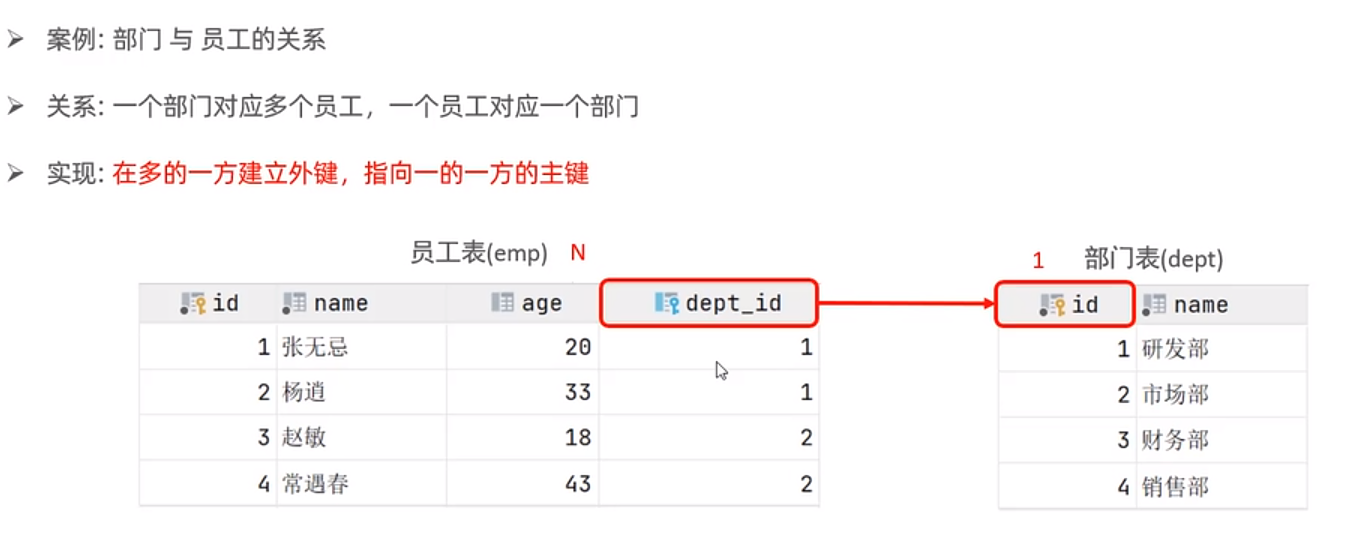 案例: 部门 与 员工的关系
关系: 一个部门对应多个员工，一个员工对应一个部门
实现: 在多的一方建立外键，指向一的一方的主键
员工表(emp) N
1 部门表(dept)
id name age dept_id
id name
1 张无忌 20 1
1 研发部
2 杨逍 33 1
2 市场部
3 赵敏 18 2
3 财务部
4 常遇春 43 2
4 销售部